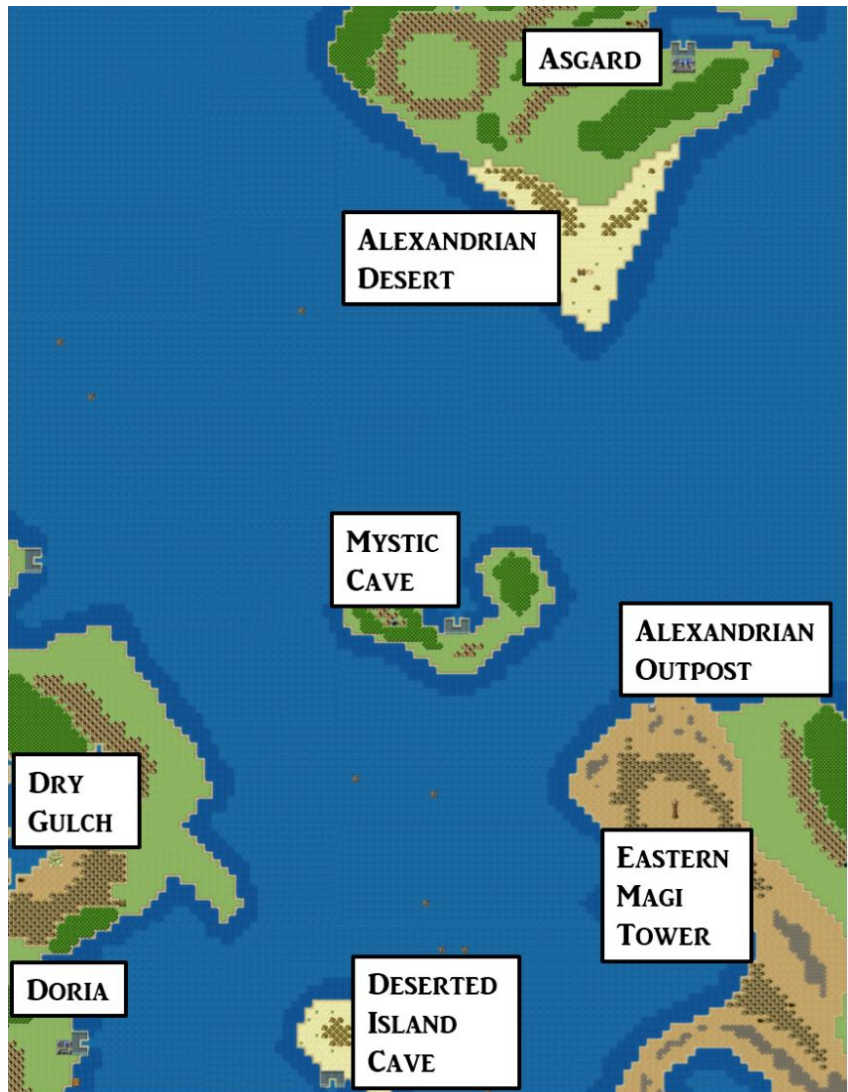 ASGARD
ALEXANDRIAN
DESERT
MYSTIC
CAVE
ALEXANDRIAN
OUTPOST
DRY
GULCH
EASTERN
MAGI
TOWER
DORIA
DESERTED
ISLAND
CAVE